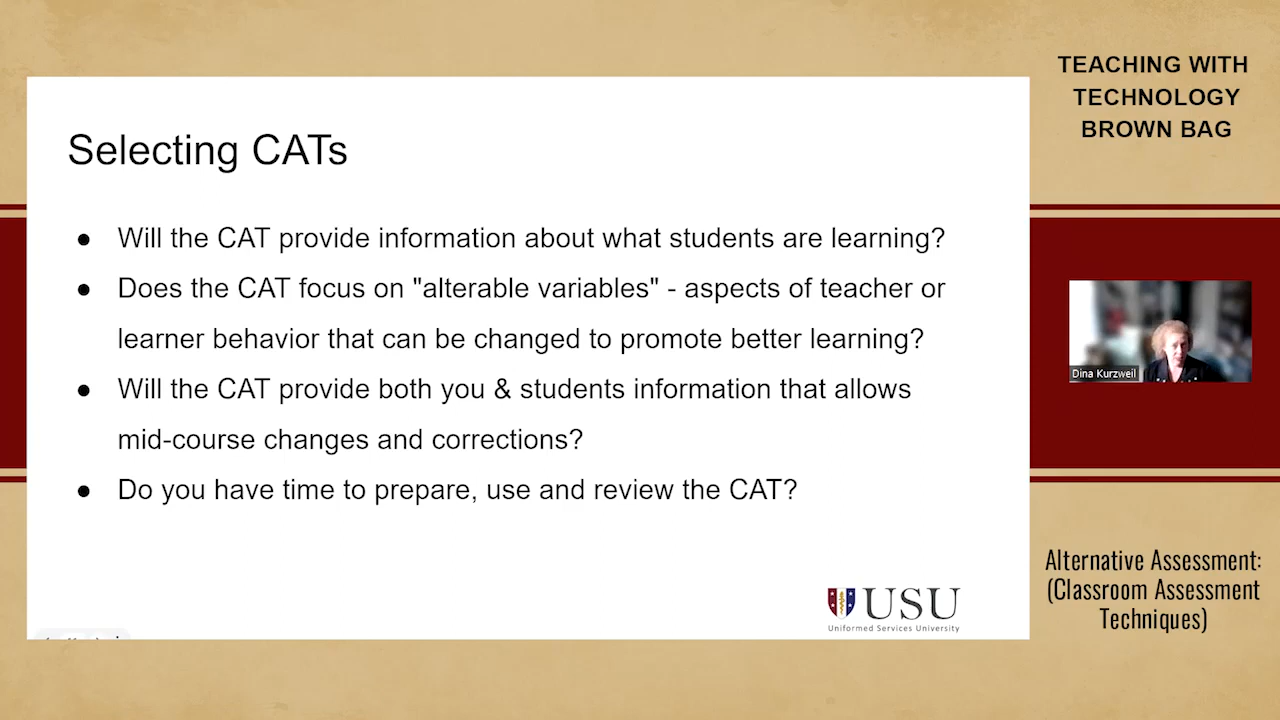 TEACHING WITH
TECHNOLOGY
BROWN BAG
Selecting CATs
● Will the CAT provide information about what students are learning?
● Does the CAT focus on "alterable variables" - aspects of teacher or
learner behavior that can be changed to promote better learning?
● Will the CAT provide both you & students information that allows
mid-course changes and corrections?
● Do you have time to prepare, use and review the CAT?
USU
Uniformed Services University
Dina Kurzweil
Alternative Assessment:
(Classroom Assessment
Techniques)